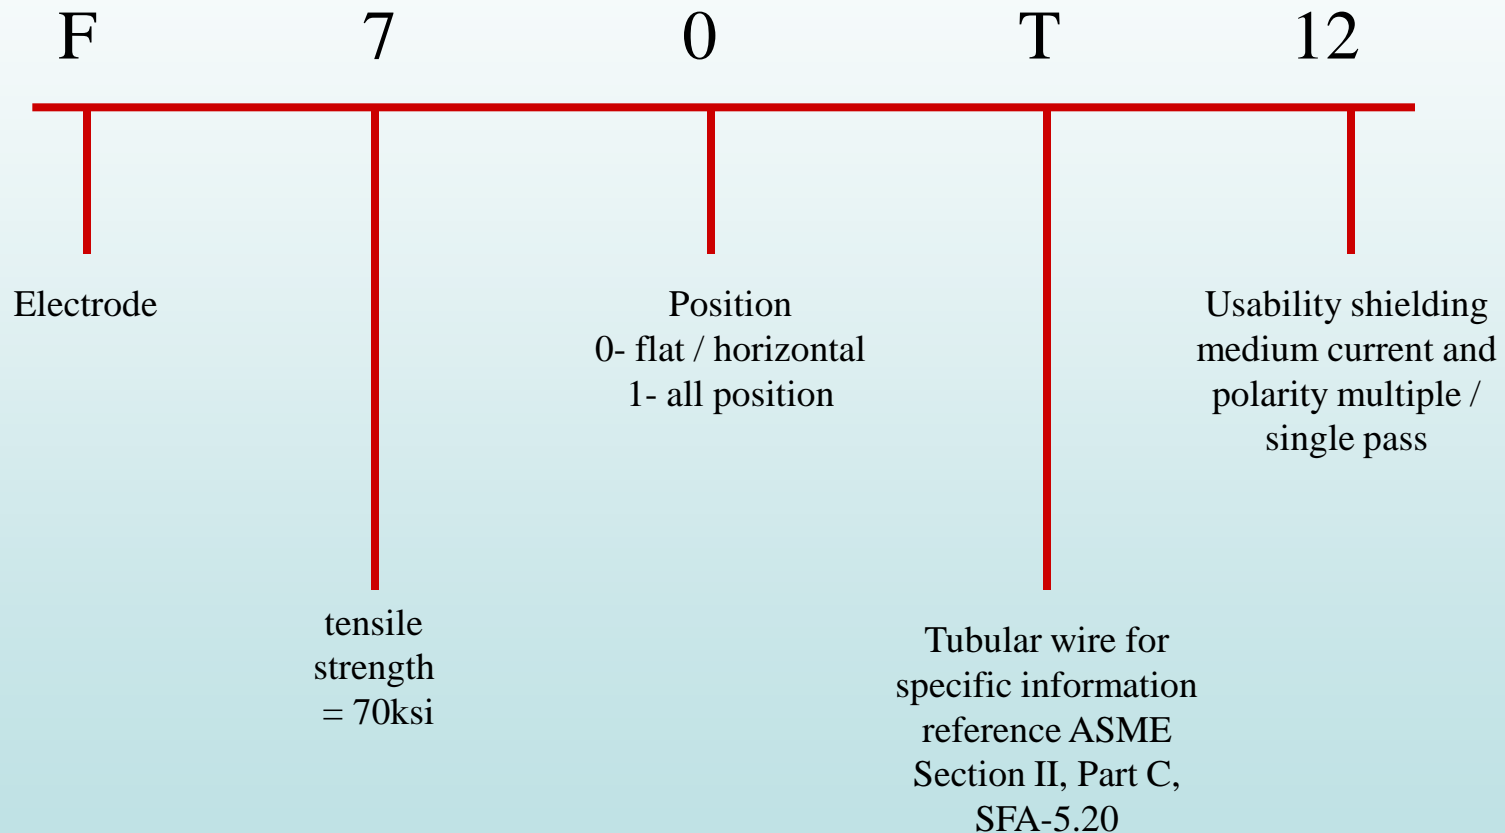 F 7 0 T 12
Electrode
tensile
strength
= 70ksi
Position
0- flat / horizontal
1- all position
Tubular wire for
specific information
reference ASME
Section II, Part C,
SFA-5.20
Usability shielding
medium current and
polarity multiple /
single pass